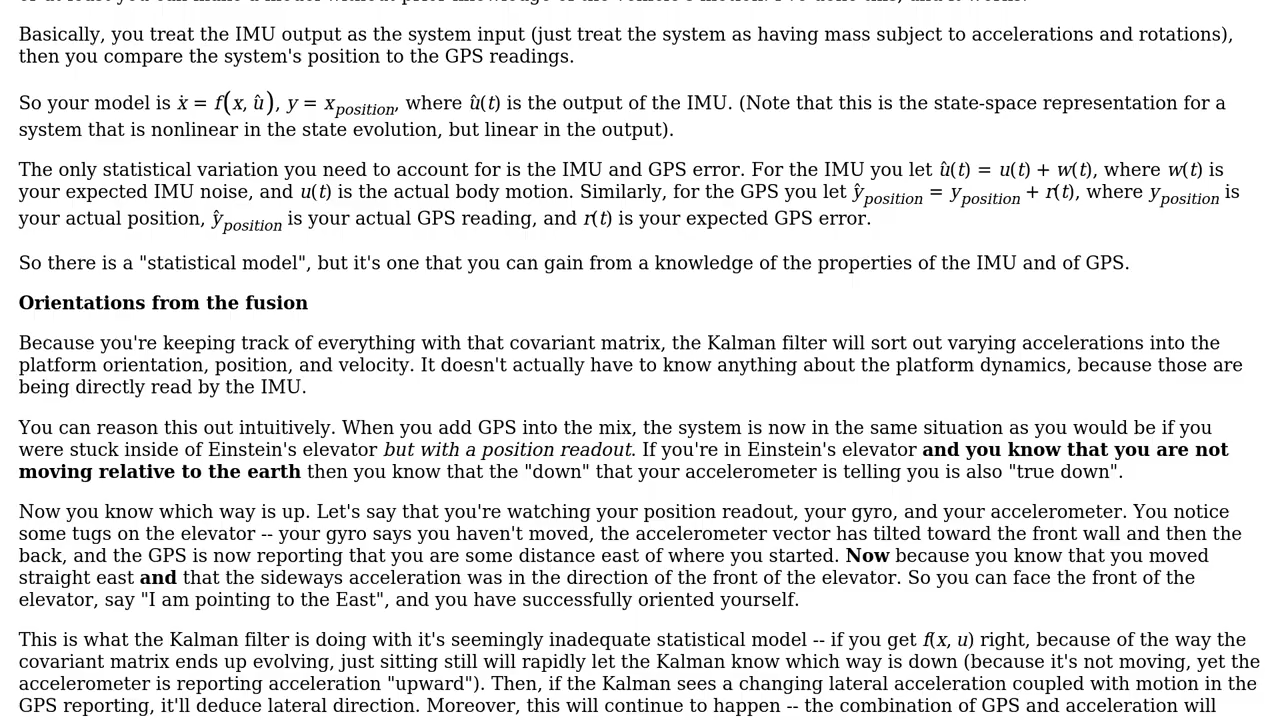 Basically, you treat the IMU output as the system input (just treat the system as having mass subject to accelerations and rotations),
then you compare the system's position to the GPS readings.
So your model is ẋ = f(x, û), y = x_position, where û(t) is the output of the IMU. (Note that this is the state-space representation for a
system that is nonlinear in the state evolution, but linear in the output).
The only statistical variation you need to account for is the IMU and GPS error. For the IMU you let û(t) = u(t) + w(t), where w(t) is
your expected IMU noise, and u(t) is the actual body motion. Similarly, for the GPS you let ŷ_position = y_position + r(t), where y_position is
your actual position, ŷ_position is your actual GPS reading, and r(t) is your expected GPS error.
So there is a "statistical model", but it's one that you can gain from a knowledge of the properties of the IMU and of GPS.
Orientations from the fusion
Because you're keeping track of everything with that covariant matrix, the Kalman filter will sort out varying accelerations into the
platform orientation, position, and velocity. It doesn't actually have to know anything about the platform dynamics, because those are
being directly read by the IMU.
You can reason this out intuitively. When you add GPS into the mix, the system is now in the same situation as you would be if you
were stuck inside of Einstein's elevator but with a position readout. If you're in Einstein's elevator and you know that you are not
moving relative to the earth then you know that the "down" that your accelerometer is telling you is also "true down".
Now you know which way is up. Let's say that you're watching your position readout, your gyro, and your accelerometer. You notice
some tugs on the elevator -- your gyro says you haven't moved, the accelerometer vector has tilted toward the front wall and then the
back, and the GPS is now reporting that you are some distance east of where you started. Now because you know that you moved
straight east and that the sideways acceleration was in the direction of the front of the elevator. So you can face the front of the
elevator, say "I am pointing to the East", and you have successfully oriented yourself.
This is what the Kalman filter is doing with it's seemingly inadequate statistical model -- if you get f(x, u) right, because of the way the
covariant matrix ends up evolving, just sitting still will rapidly let the Kalman know which way is down (because it's not moving, yet the
accelerometer is reporting acceleration "upward"). Then, if the Kalman sees a changing lateral acceleration coupled with motion in the
GPS reporting, it'll deduce lateral direction. Moreover, this will continue to happen -- the combination of GPS and acceleration will